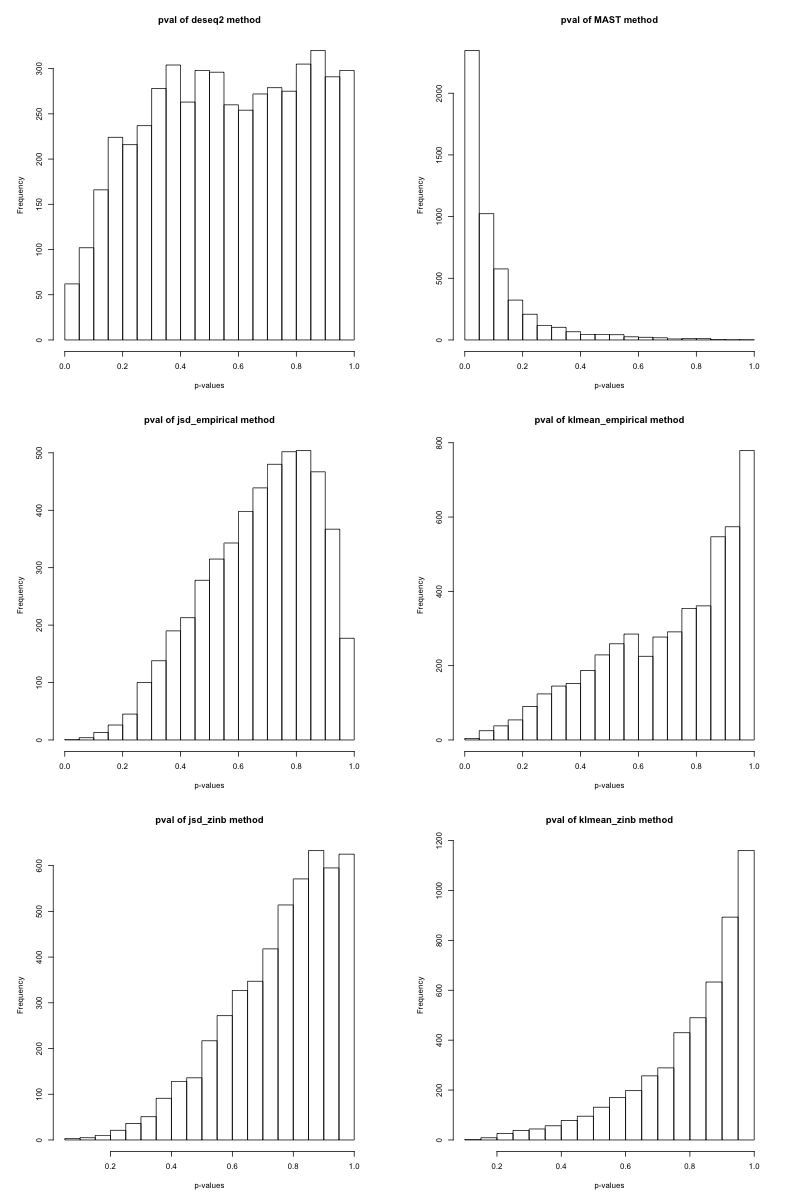 pval of deseq2 method
Frequency
0 50 100 150 200 250 300
0.0 0.2 0.4 0.6 0.8 1.0
p-values
pval of MAST method
Frequency
0 500 1000 1500 2000
0.0 0.2 0.4 0.6 0.8 1.0
p-values
pval of jsd_empirical method
Frequency
0 100 200 300 400 500
0.0 0.2 0.4 0.6 0.8 1.0
p-values
pval of klmean_empirical method
Frequency
0 200 400 600 800
0.0 0.2 0.4 0.6 0.8 1.0
p-values
pval of jsd_zinb method
Frequency
0 100 200 300 400 500 600
0.2 0.4 0.6 0.8 1.0
p-values
pval of klmean_zinb method
Frequency
0 200 400 600 800 1000 1200
0.2 0.4 0.6 0.8 1.0
p-values